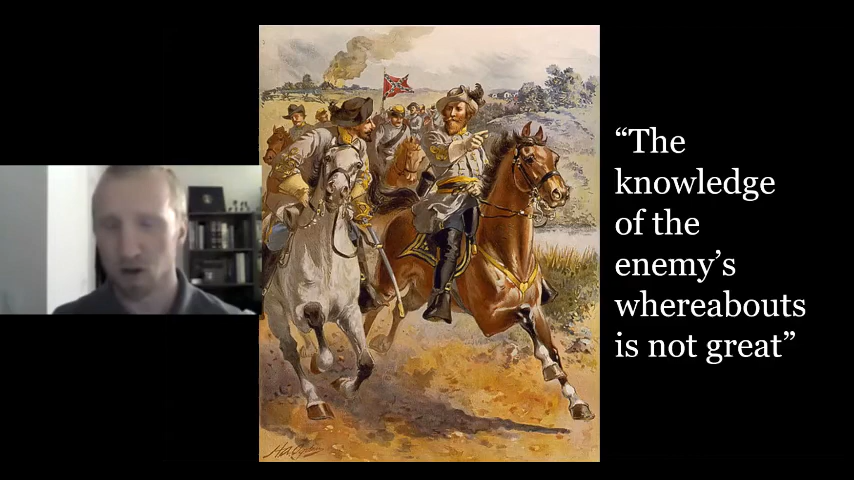 “The
knowledge
of the
enemy’s
whereabouts
is not great”